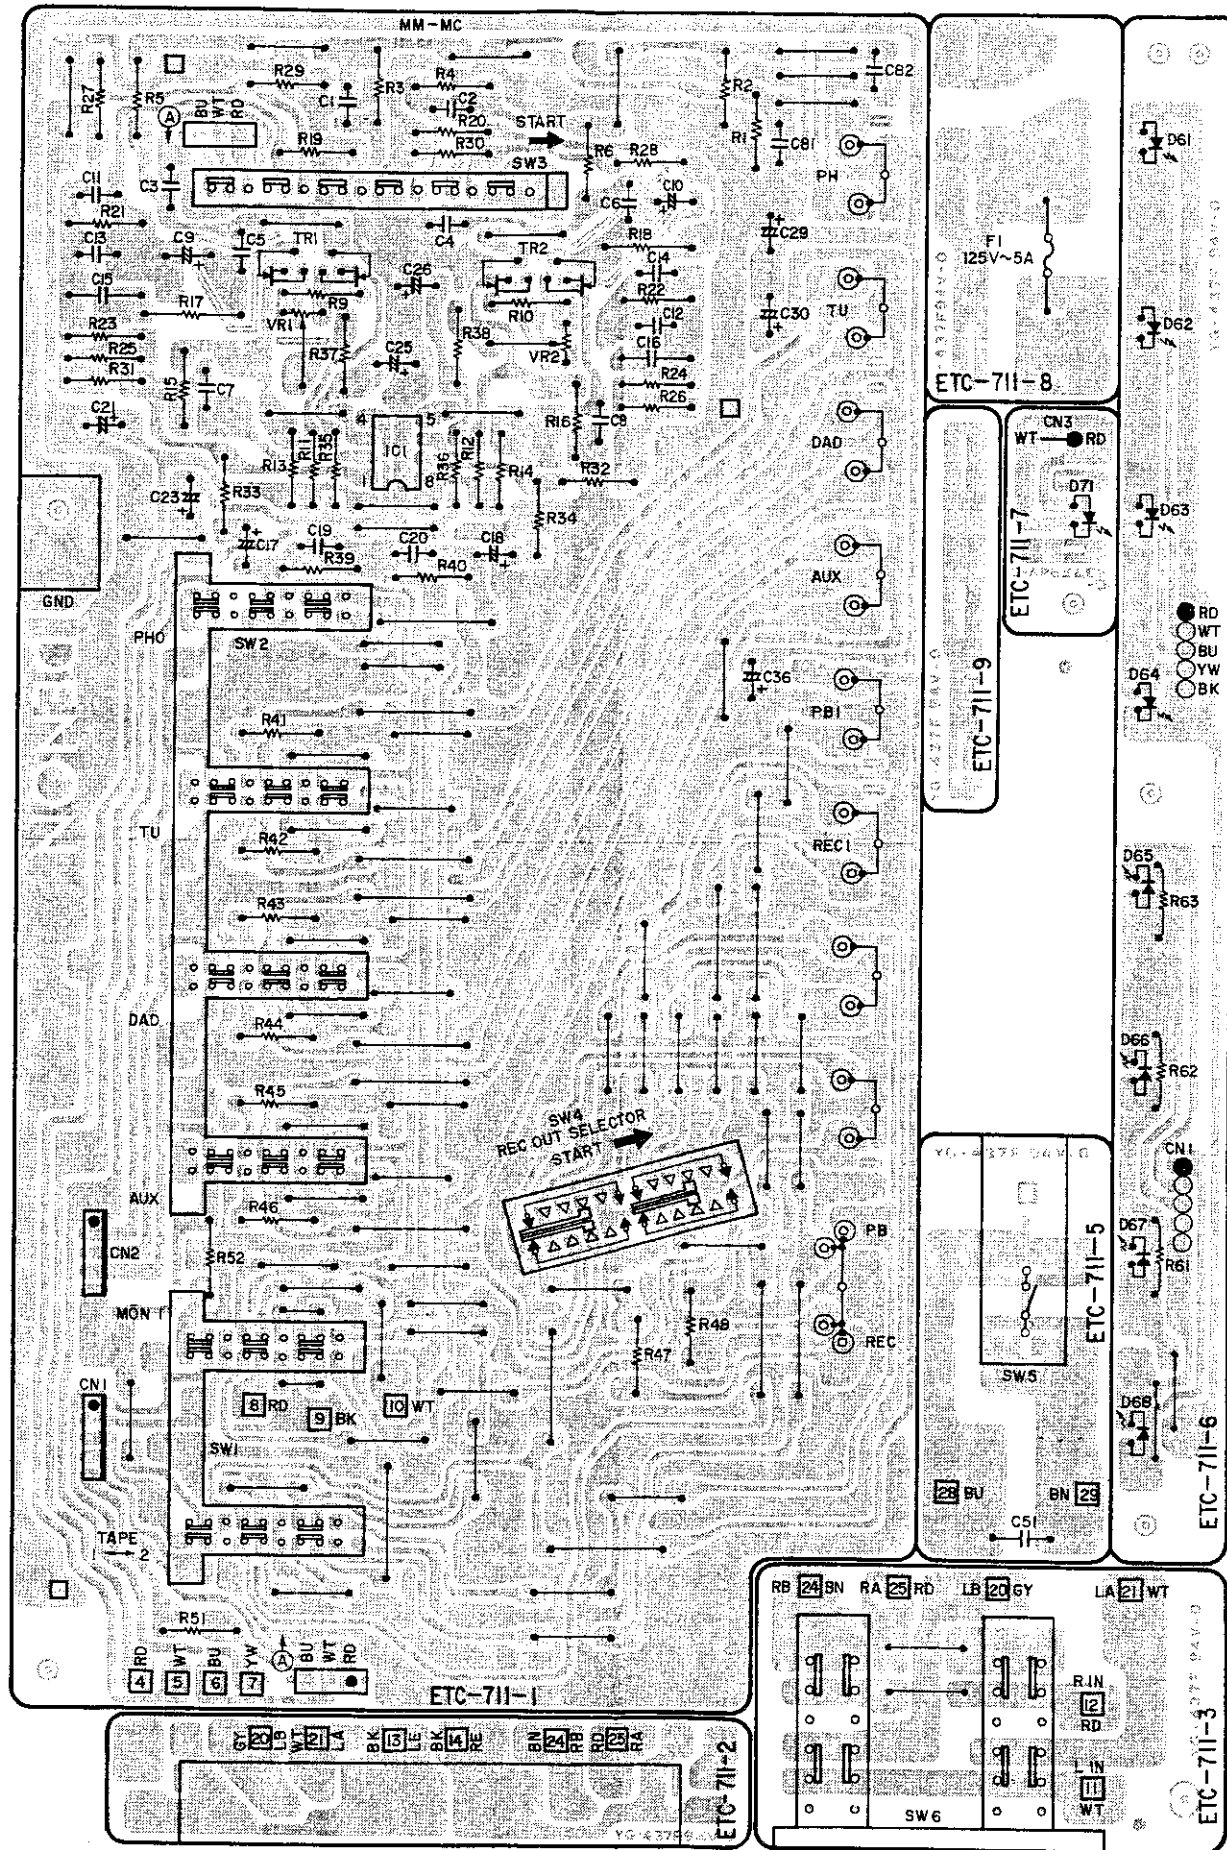 MM-MC
R27
R5
A
BU
WT
RD
R29
C1
R3
R4
C2
R20
R30
START
R19
SW3
R6
R28
R2
R1
C82
C81
PH
C11
C3
R21
C13
C9
C5
TR1
C4
TR2
C6
C10
R18
C29
C14
C15
R17
R9
C26
R10
R22
C30
TU
VR1
R23
R25
R31
R37
C25
R38
VR2
C12
C16
R24
R26
R15
C7
C21
R16
C8
DAD
R13
R11
R35
4
5
IC1
1
8
R36
R12
R14
R32
C23
R33
R34
C17
C19
R39
C20
R40
C18
AUX
GND
PHO
SW2
C36
PB1
R41
TU
R42
REC1
R43
DAD
R44
R45
SW4
REC OUT SELECTOR
START
AUX
R46
CN2
R52
PB
MON 1
R48
R47
REC
CN1
8 RD
9 BK
10 WT
SW1
TAPE
1 → 2
R51
RD
4
WT
5
BU
6
YW
7
A
BU
WT
RD
ETC-711-1
GY 20 LB
WT 21 LA
BK 13 LE
BK 14 RE
BN 24 RB
RD 25 RA
ETC-711-2
F1
125V~5A
ETC-711-8
CN3
WT
RD
D71
ETC-711-7
ETC-711-9
SW5
ETC-711-5
28 BU
BN 29
C51
D61
D62
D63
RD
WT
BU
YW
BK
D64
D65
R63
D66
R62
CN1
D67
R61
D68
ETC-711-6
RB 24 BN
RA 25 RD
LB 20 GY
LA 21 WT
R IN
12
RD
L IN
11
WT
SW6
ETC-711-3